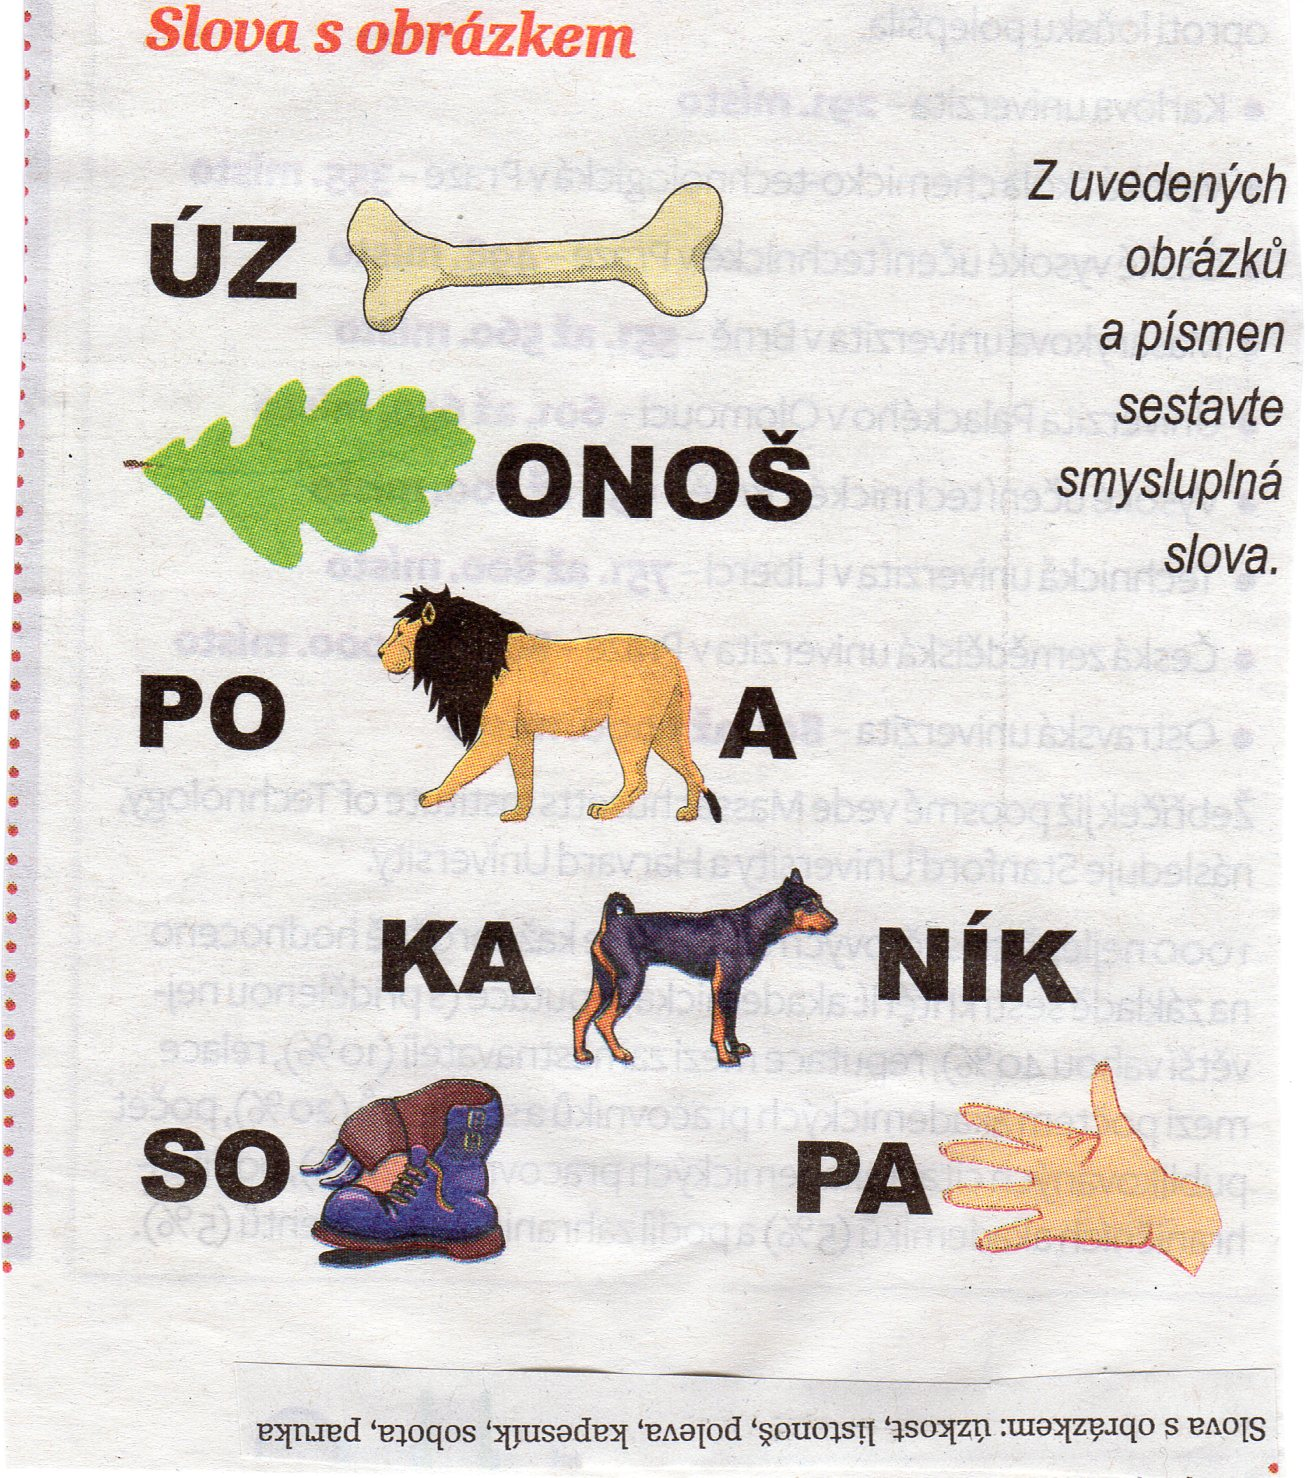 Slova s obrázkem
Z uvedených
obrázků
a písmen
sestavte
smysluplná
slova.
ÚZ
ONOŠ
PO A
KA NÍK
SO PA
Slova s obrázkem: úzkost, listonoš, poleva, kapesník, sobota, paruka